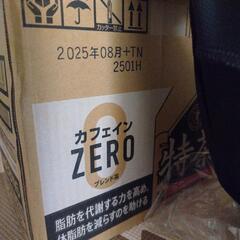 カッター禁止
2025年08月+TN
2501H
カフェイン
ZERO
0
ブレンド茶
脂肪を代謝する力を高め、
体脂肪を減らすのを助ける
特茶